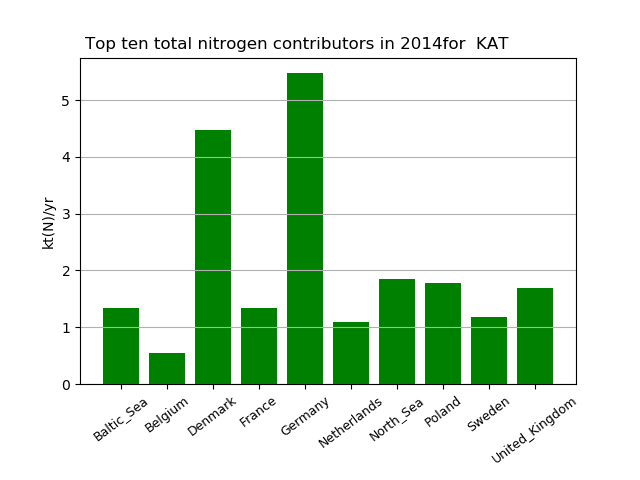 Top ten total nitrogen contributors in 2014for  KAT
kt(N)/yr
5
4
3
2
1
0
Baltic_Sea
Belgium
Denmark
France
Germany
Netherlands
North_Sea
Poland
Sweden
United_Kingdom